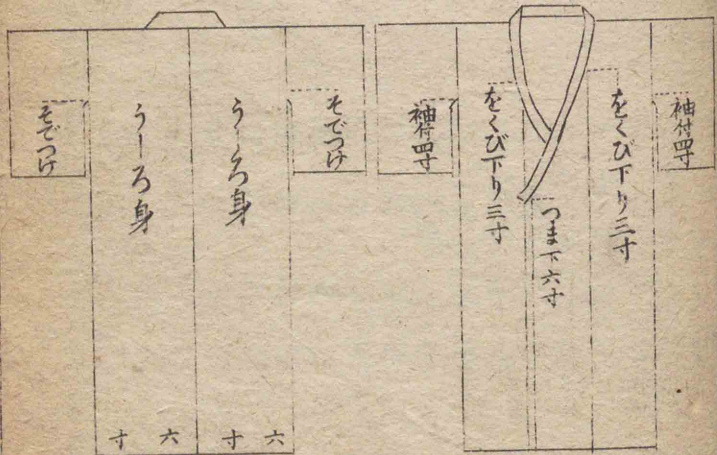 袖付四寸
をくび下り三寸
つま下六寸
をくび下り三寸
袖付四寸
そでつけ
うしろ身
六寸
うしろ身
六寸
そでつけ